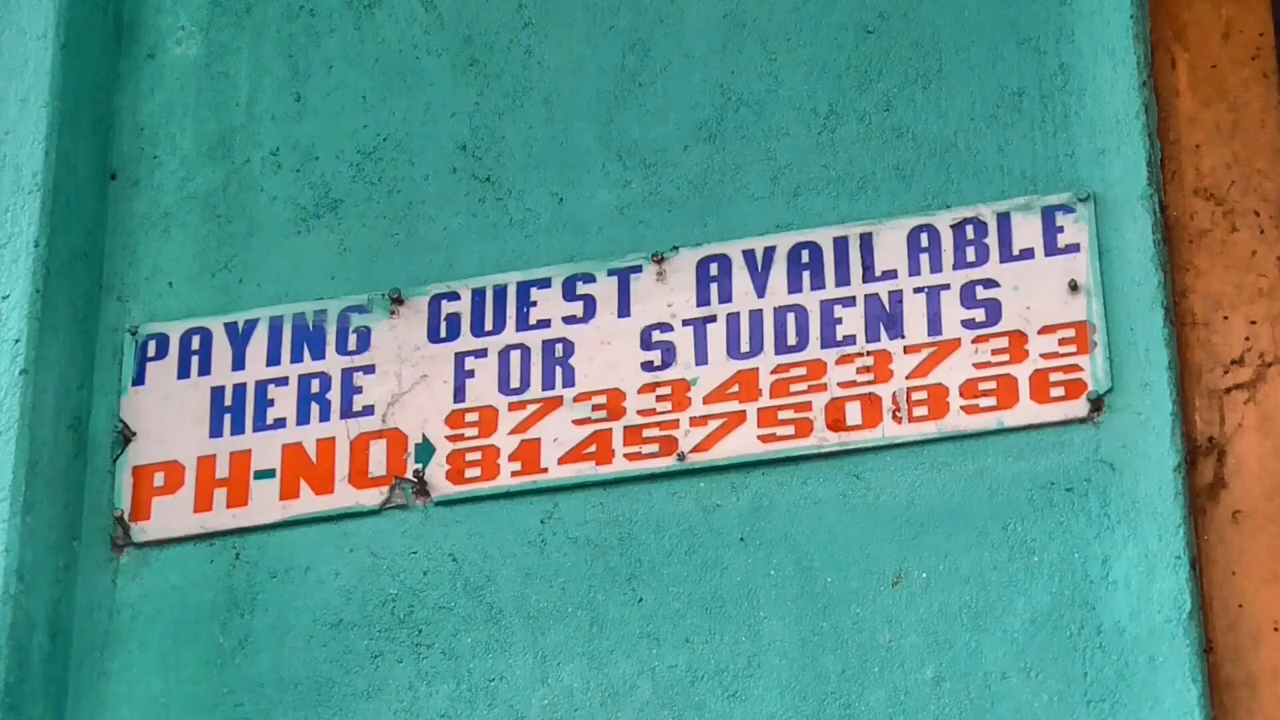 PAYING GUEST AVAILABLE
HERE FOR STUDENTS
PH-NO 9733423733
8145750896